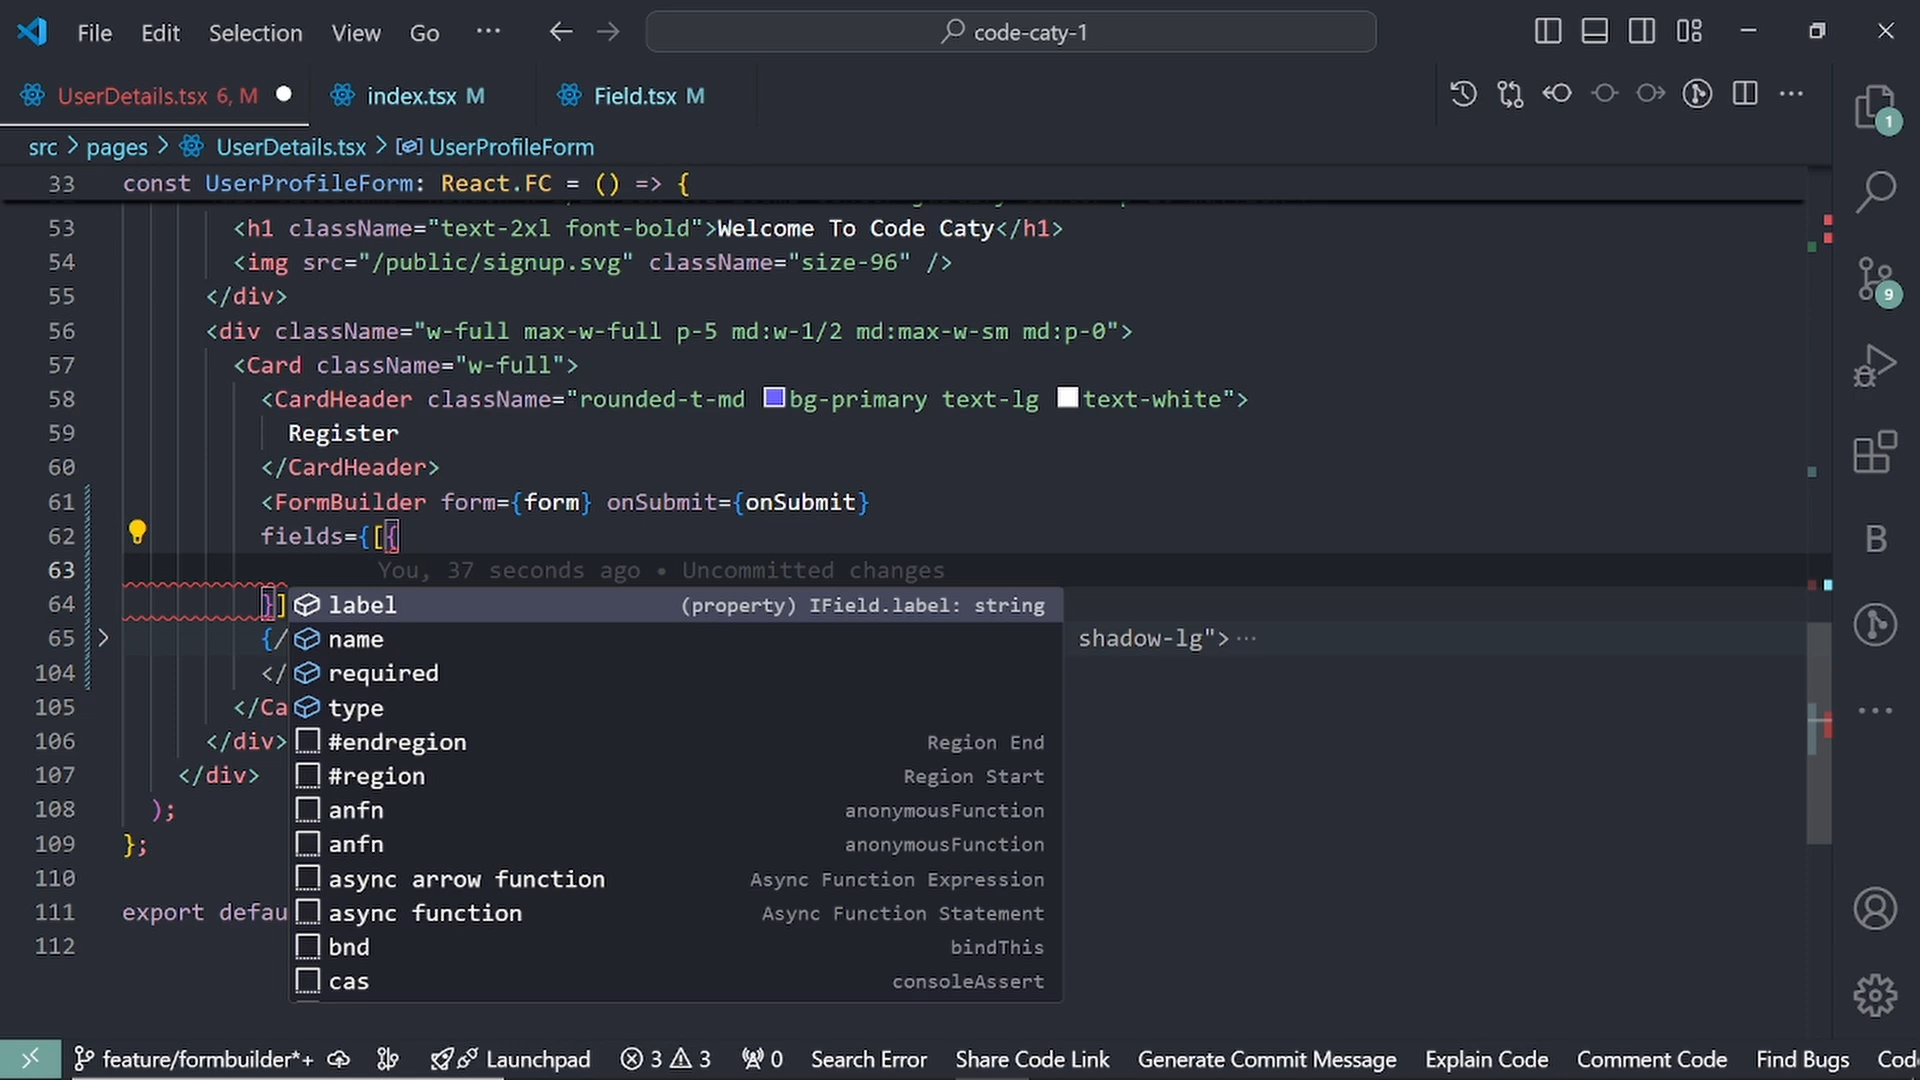 File Edit Selection View Go ··· code-caty-1
UserDetails.tsx 6, M index.tsx M Field.tsx M
1
src > pages > UserDetails.tsx > UserProfileForm
33 const UserProfileForm: React.FC = () => {
53 <h1 className="text-2xl font-bold">Welcome To Code Caty</h1>
54 <img src="/public/signup.svg" className="size-96" />
9
55 </div>
56 <div className="w-full max-w-full p-5 md:w-1/2 md:max-w-sm md:p-0">
57 <Card className="w-full">
58 <CardHeader className="rounded-t-md bg-primary text-lg text-white">
59 Register
60 </CardHeader>
61 <FormBuilder form={form} onSubmit={onSubmit}
62 fields={[{
63 You, 37 seconds ago • Uncommitted changes
64 }] label (property) IField.label: string
65 {/ name shadow-lg">···
104 </ required
105 </Ca type
106 </div> #endregion Region End
107 </div> #region Region Start
108 ); anfn anonymousFunction
109 }; anfn anonymousFunction
110 async arrow function Async Function Expression
111 export defau async function Async Function Statement
112 bnd bindThis
cas consoleAssert
feature/formbuilder*+ Launchpad 3 3 0 Search Error Share Code Link Generate Commit Message Explain Code Comment Code Find Bugs Cod